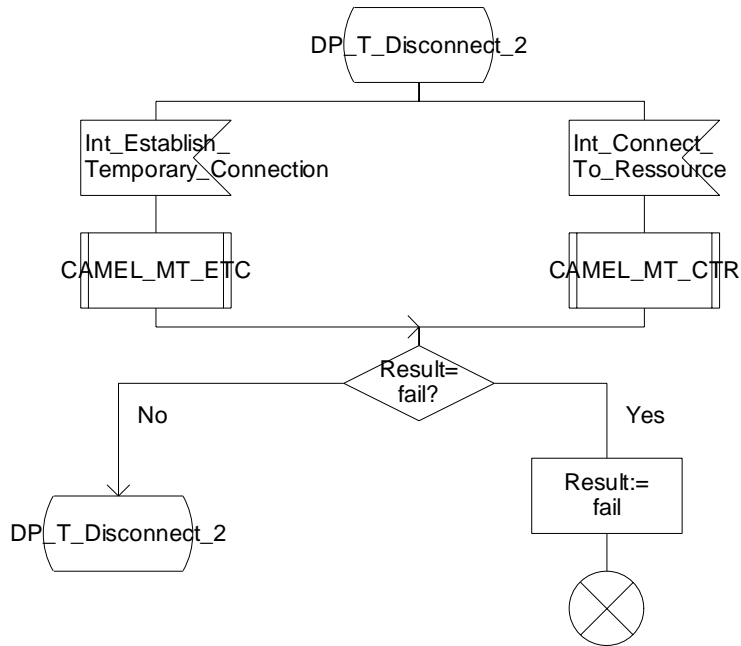 DP_T_Disconnect_2
Int_Establish_
Temporary_Connection
Int_Connect_
To_Ressource
CAMEL_MT_ETC
CAMEL_MT_CTR
Result=
fail?
No
Yes
Result:=
fail
DP_T_Disconnect_2